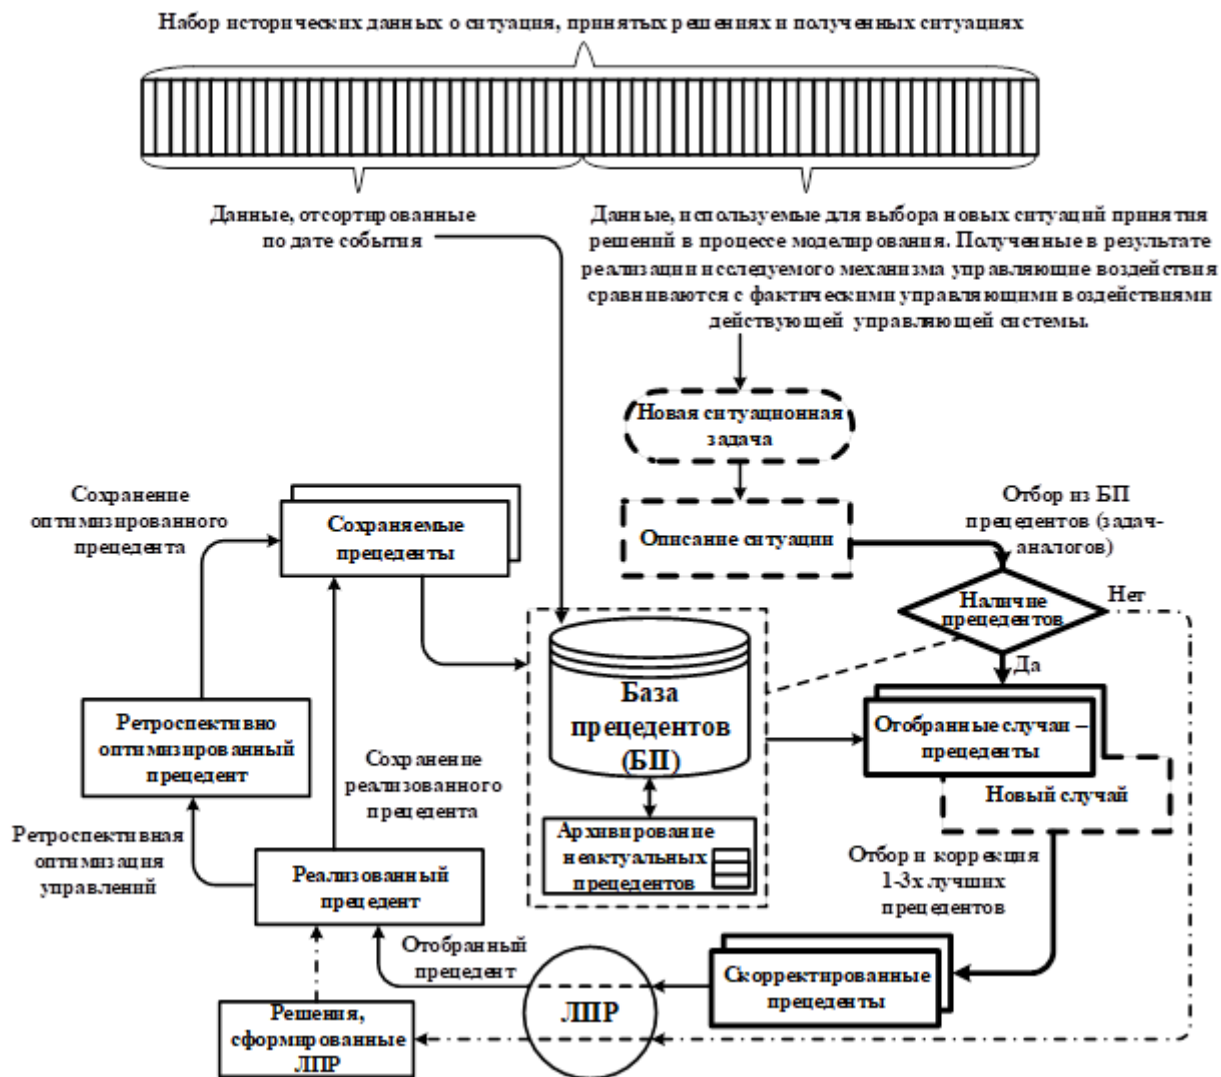 Набор исторических данных о ситуация, принятых решениях и полученных ситуациях
Данные, отсортированные
по дате события
Данные, используемые для выбора новых ситуаций принятия
решений в процессе моделирования. Полученные в результате
реализации исследуемого механизма управляющие воздействия
сравниваются с фактическими управляющими воздействиями
действующей управляющей системы.
Новая ситуационная
задача
Сохранение
оптимизированного
прецедента
Сохраняемые
прецеденты
Описание ситуации
Отбор из БП
прецедентов (задач-
аналогов)
Наличие
прецедентов
Нет
Да
База
прецедентов
(БП)
Отобранные случаи –
прецеденты
Новый случай
Ретроспективно
оптимизированный
прецедент
Сохранение
реализованного
прецедента
Архивирование
неактуальных
прецедентов
Ретроспективная
оптимизация
управлений
Реализованный
прецедент
Отбор и коррекция
1-3х лучших
прецедентов
Отобранный
прецедент
Скорректированные
прецеденты
ЛПР
Решения,
сформированные
ЛПР